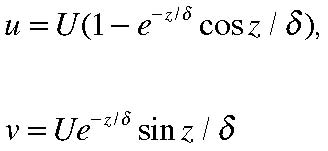 u = U(1 − e^{−z/δ} cos z / δ),
v = Ue^{−z/δ} sin z / δ